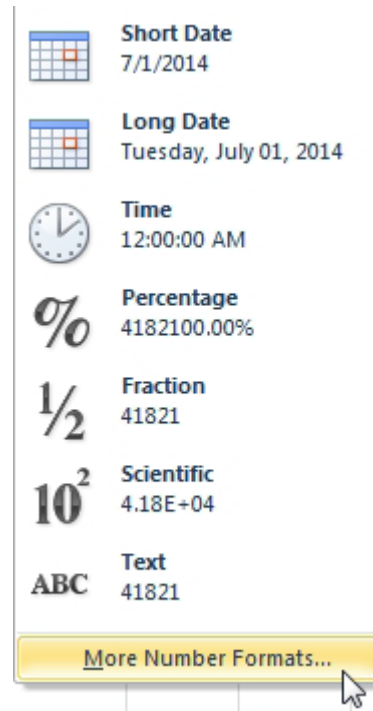 Short Date
7/1/2014
Long Date
Tuesday, July 01, 2014
Time
12:00:00 AM
%
Percentage
4182100.00%
1/2
Fraction
41821
10²
Scientific
4.18E+04
ABC
Text
41821
More Number Formats...